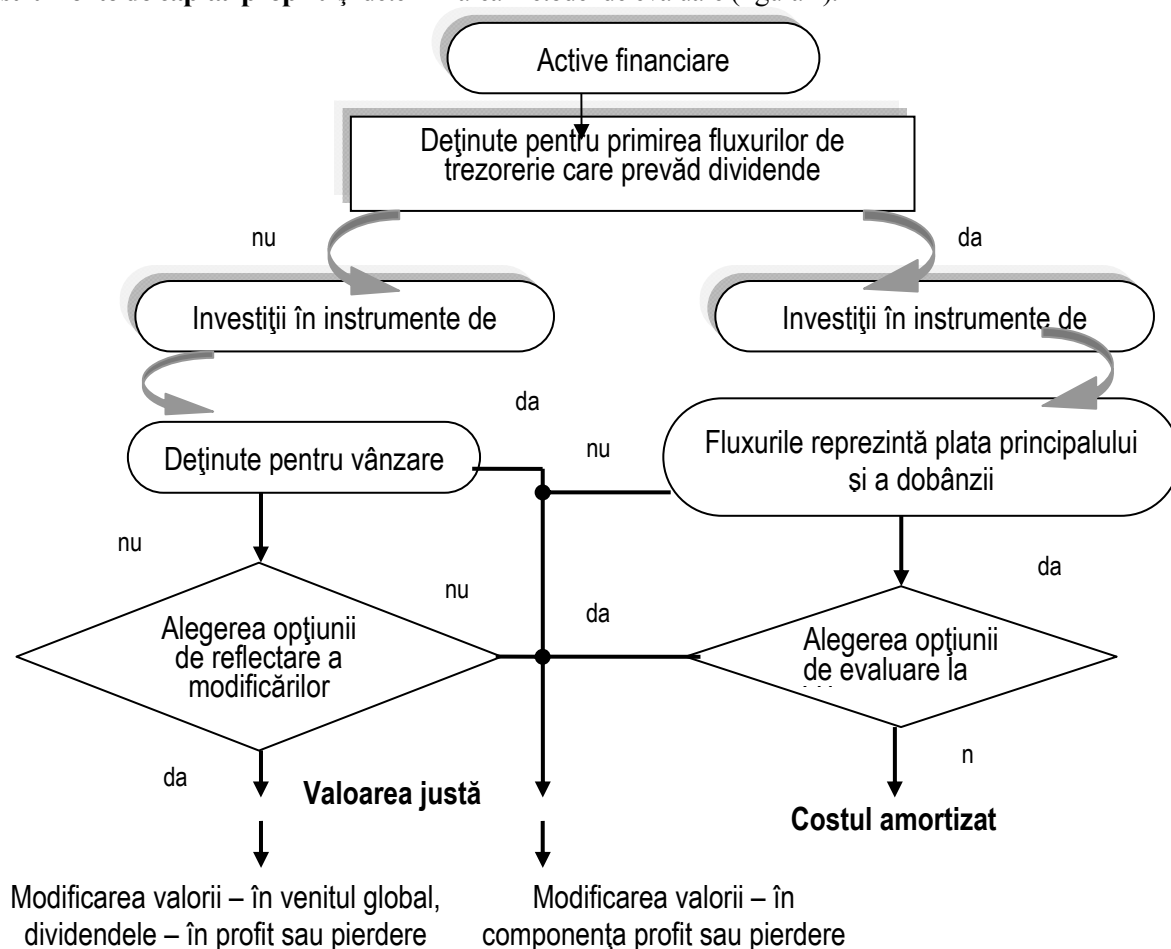 Active financiare
Deţinute pentru primirea fluxurilor de
trezorerie care prevăd dividende
nu
da
Investiţii în instrumente de
Investiţii în instrumente de
da
nu
Deţinute pentru vânzare
Fluxurile reprezintă plata principalului
şi a dobânzii
nu
da
nu
da
Alegerea opţiunii
de reflectare a
modificărilor
Alegerea opţiunii
de evaluare la
da
n
Valoarea justă
Costul amortizat
Modificarea valorii – în venitul global,
dividendele – în profit sau pierdere
Modificarea valorii – în
componenţa profit sau pierdere